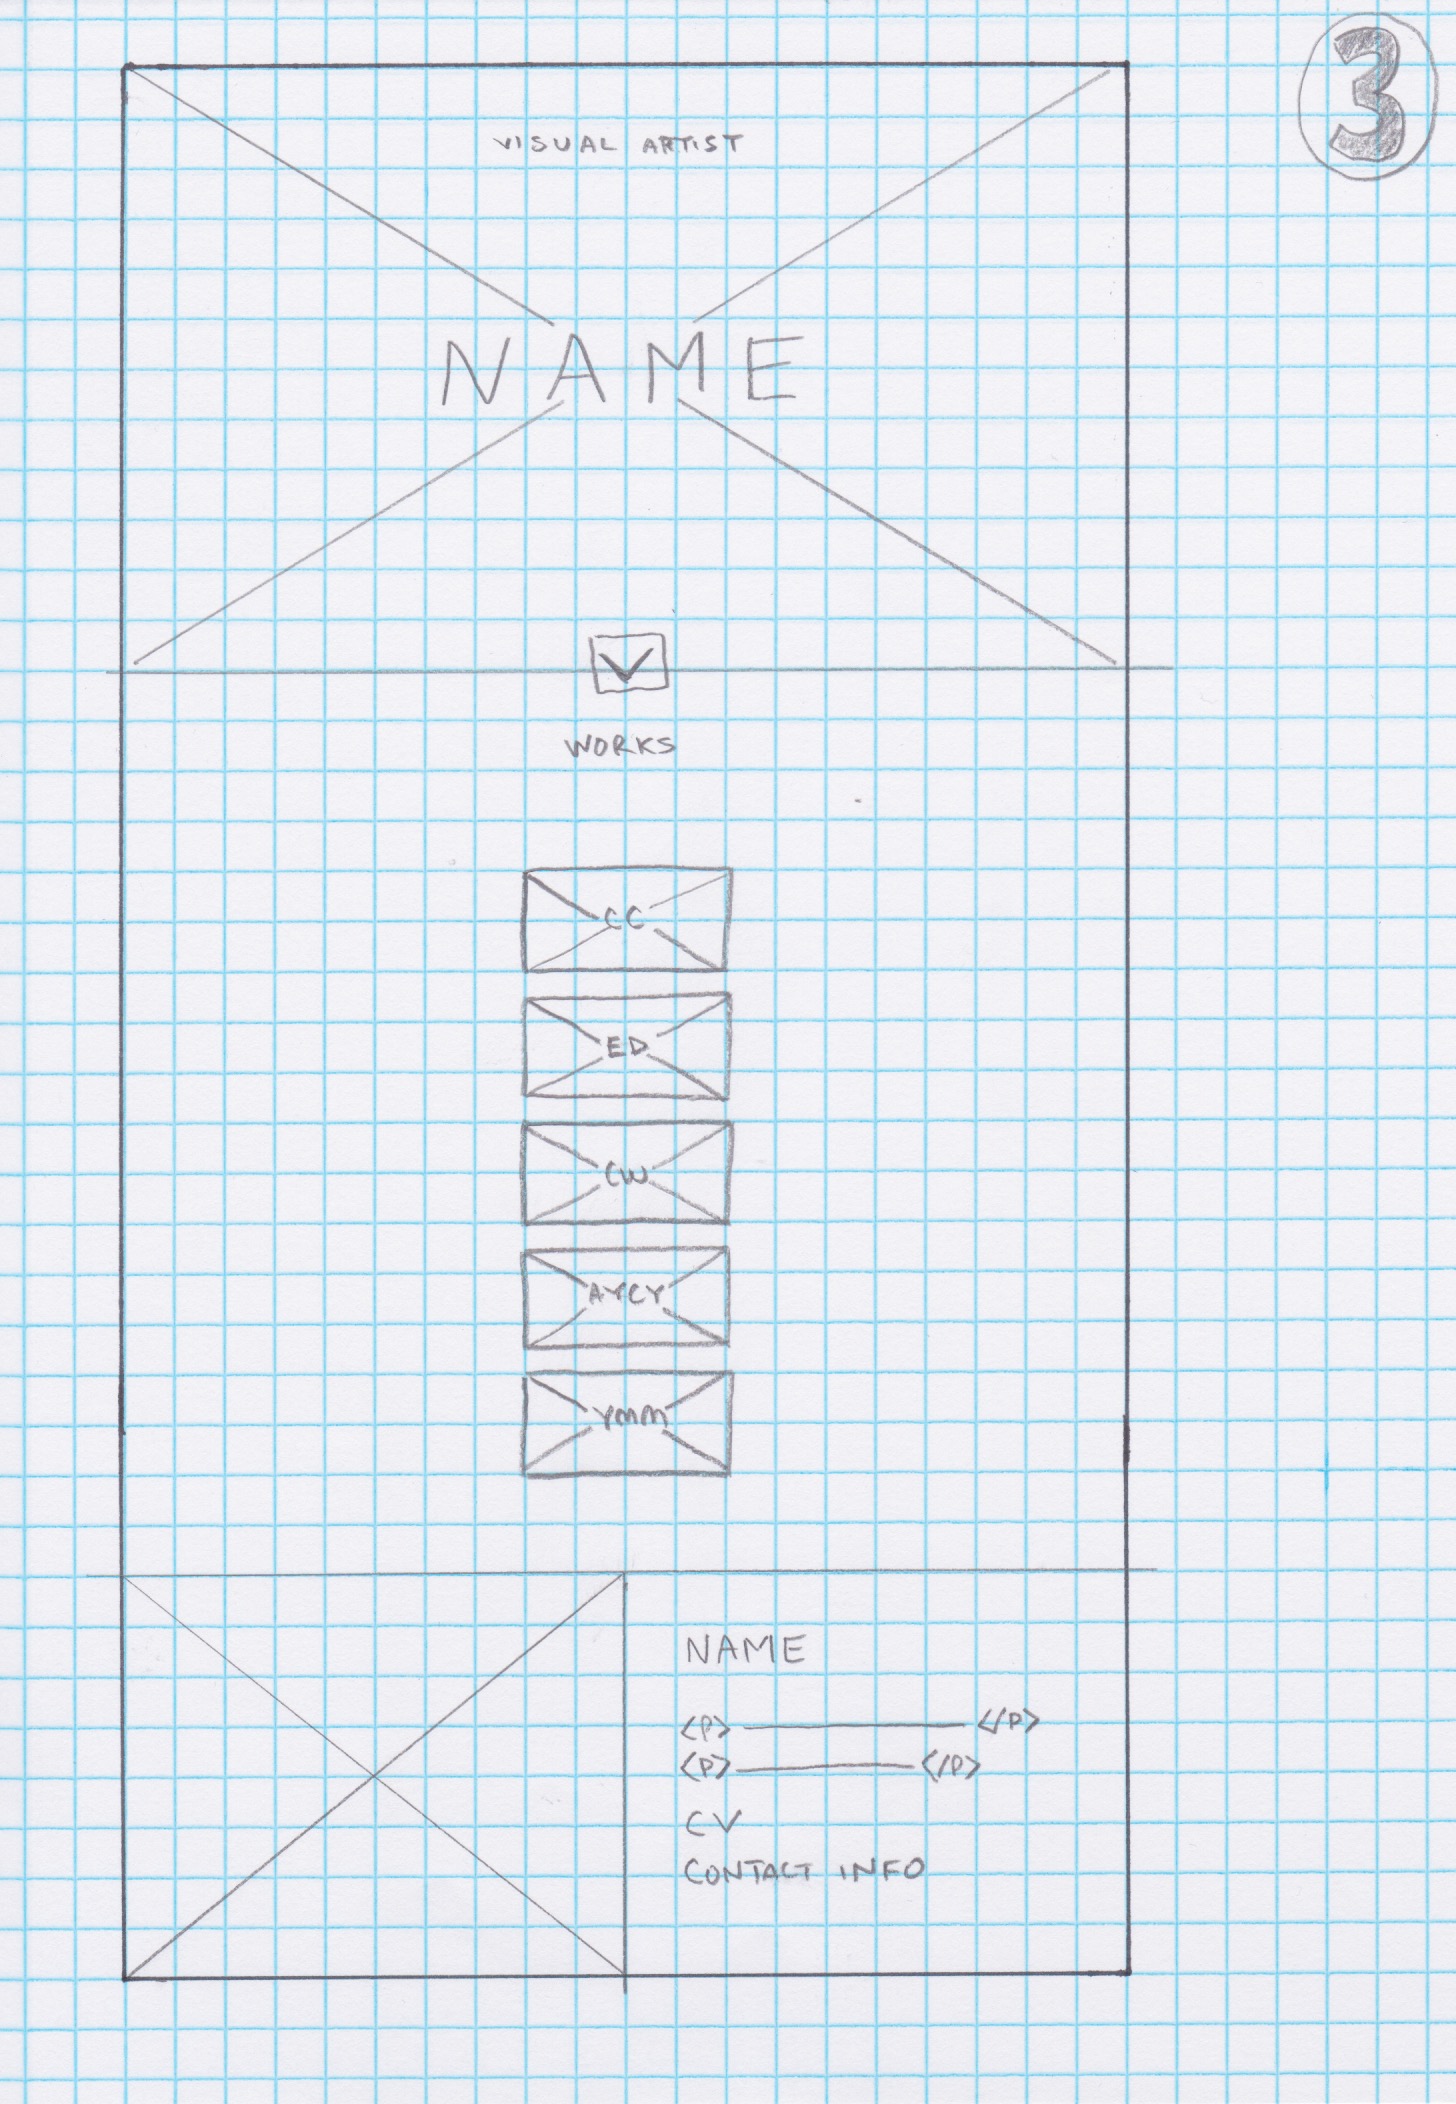 3
VISUAL ARTIST
NAME
WORKS
CC
ED
CW
AYCY
YMM
NAME
<P> </P>
<P> </P>
CV
CONTACT INFO